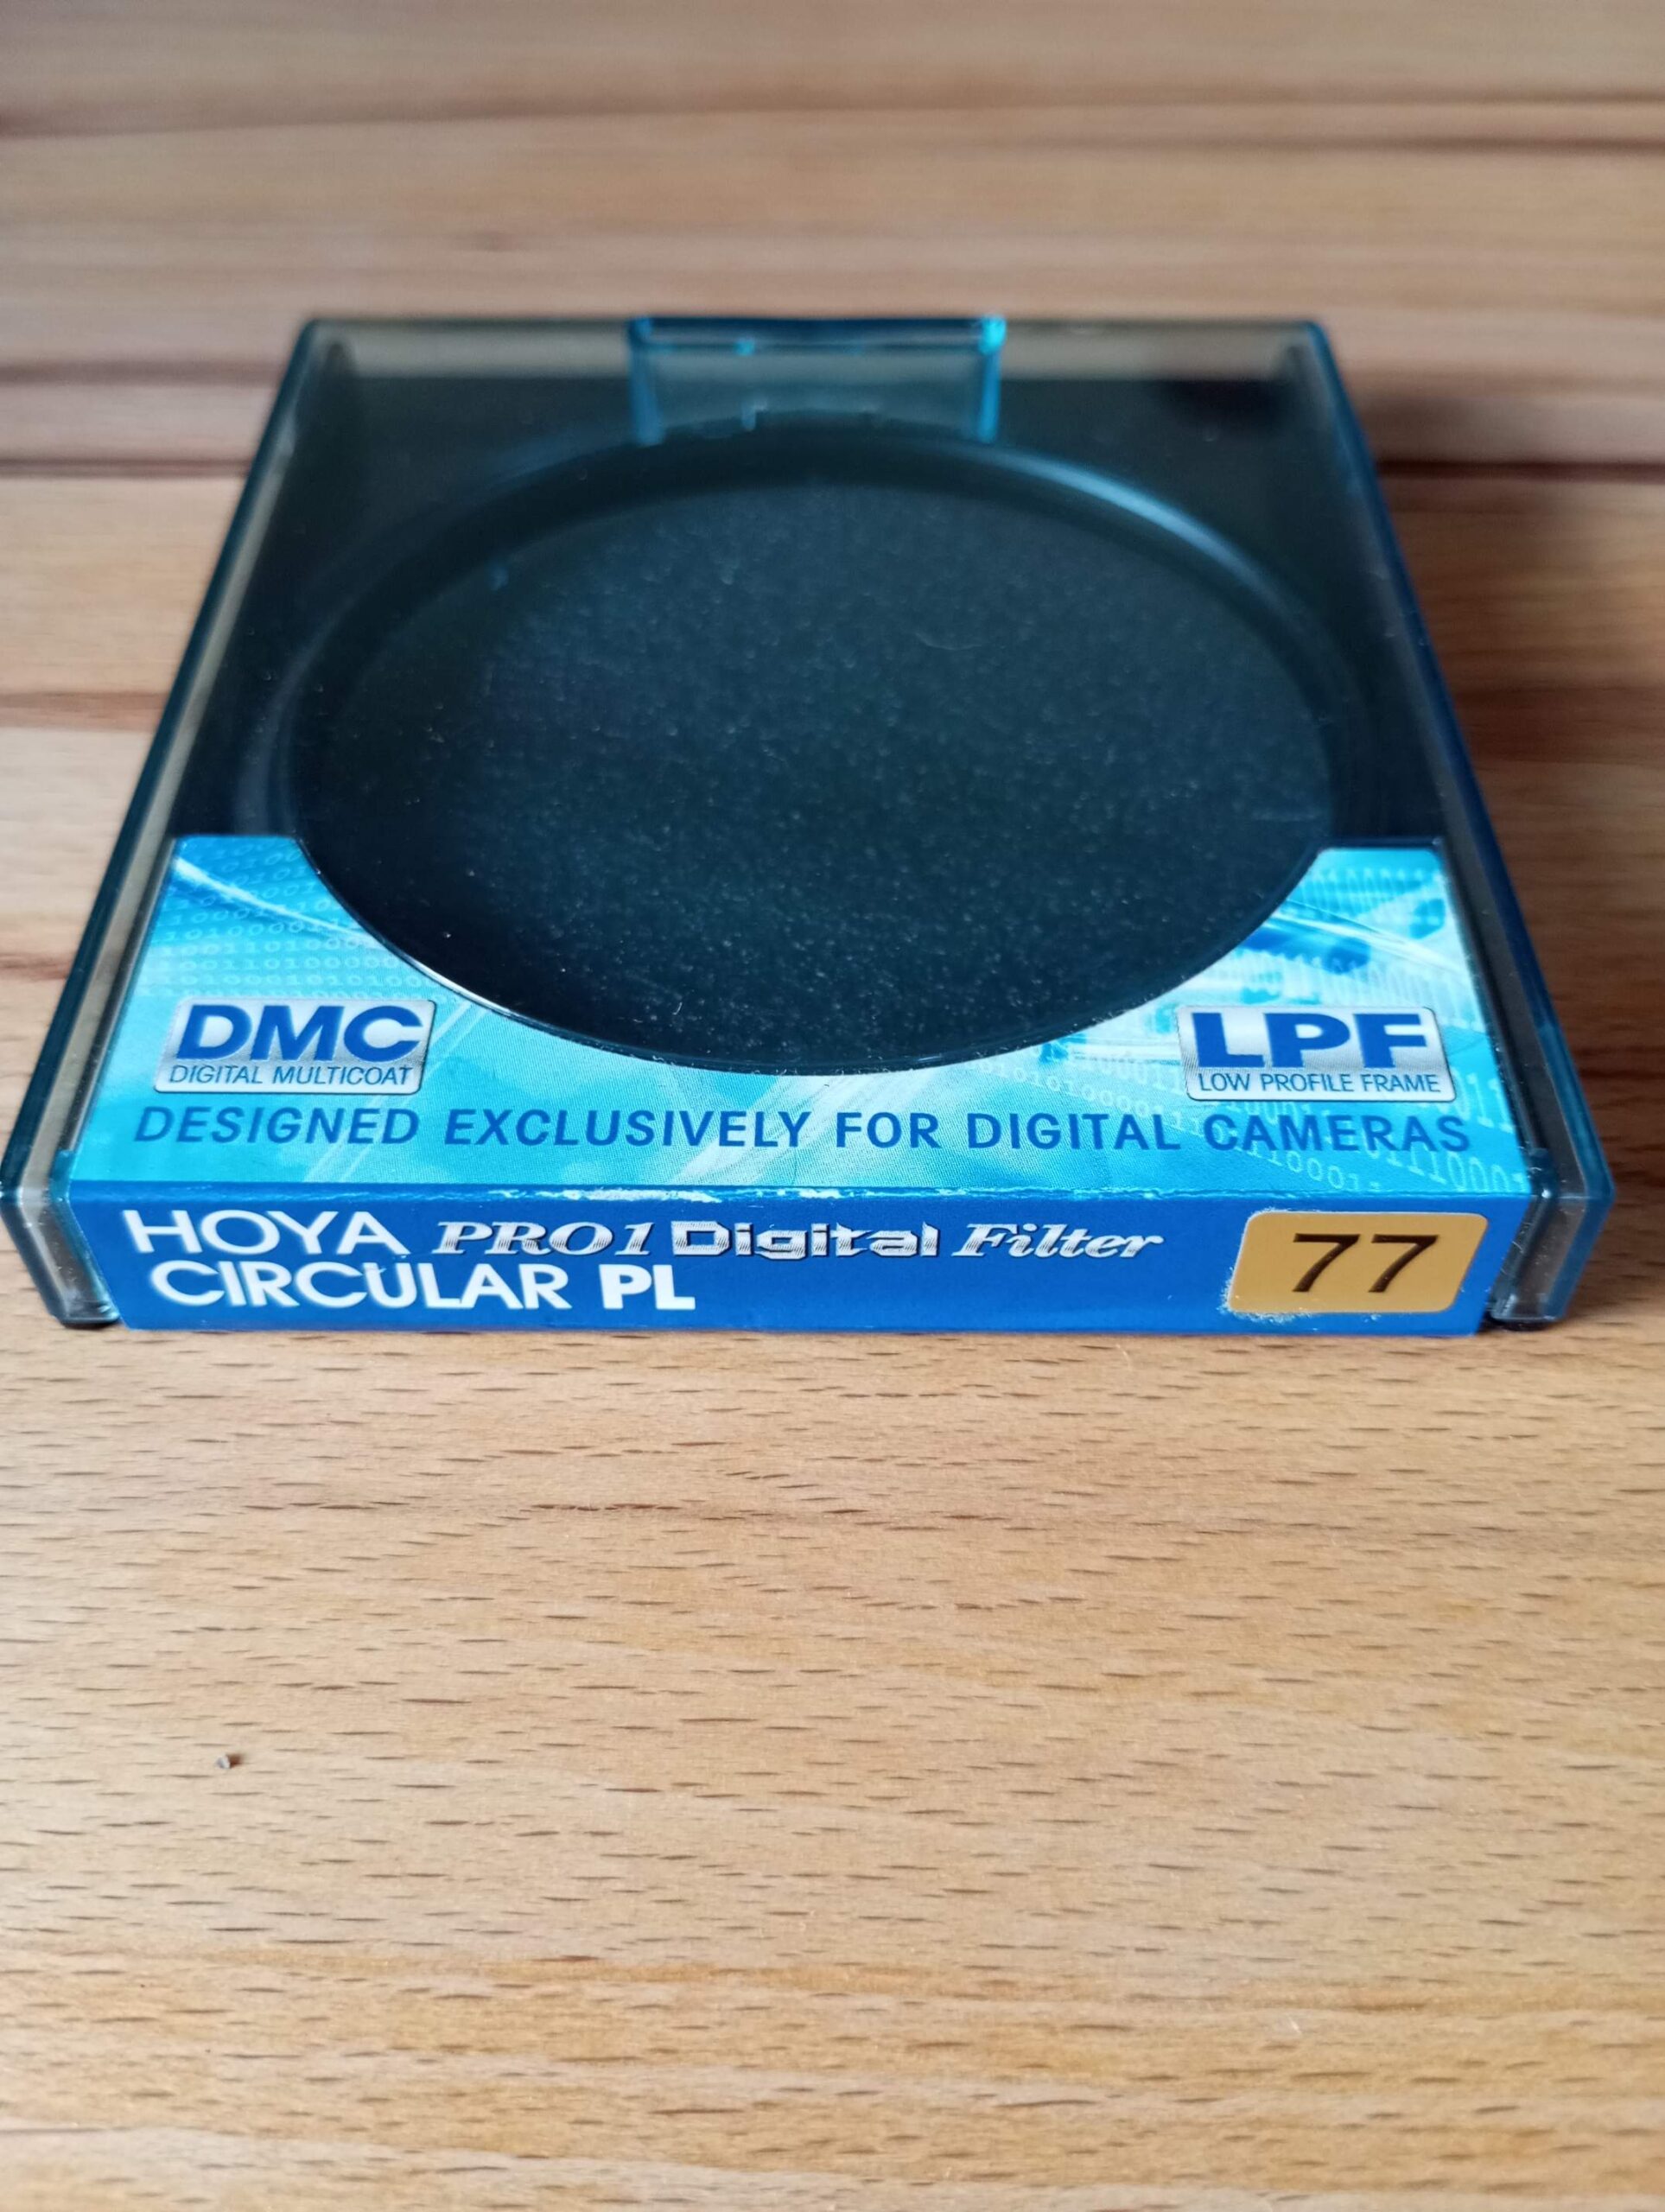 DMC
DIGITAL MULTICOAT
LPF
LOW PROFILE FRAME
DESIGNED EXCLUSIVELY FOR DIGITAL CAMERAS
HOYA PRO1 Digital Filter
CIRCULAR PL
77